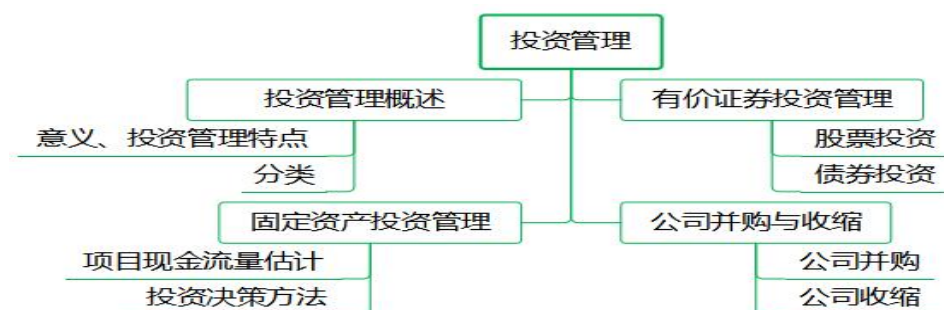 投资管理
投资管理概述
意义、投资管理特点
分类
有价证券投资管理
股票投资
债券投资
固定资产投资管理
项目现金流量估计
投资决策方法
公司并购与收缩
公司并购
公司收缩